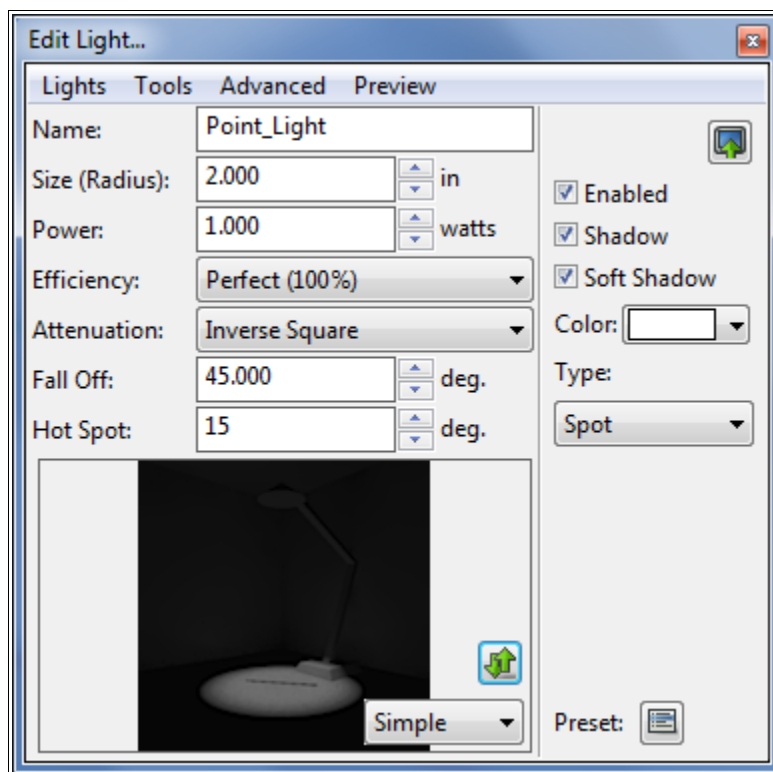 Edit Light...
Lights Tools Advanced Preview
Name: Point_Light
Size (Radius): 2.000 in
Power: 1.000 watts
Efficiency: Perfect (100%)
Attenuation: Inverse Square
Fall Off: 45.000 deg.
Hot Spot: 15 deg.
Simple
Enabled
Shadow
Soft Shadow
Color:
Type:
Spot
Preset: